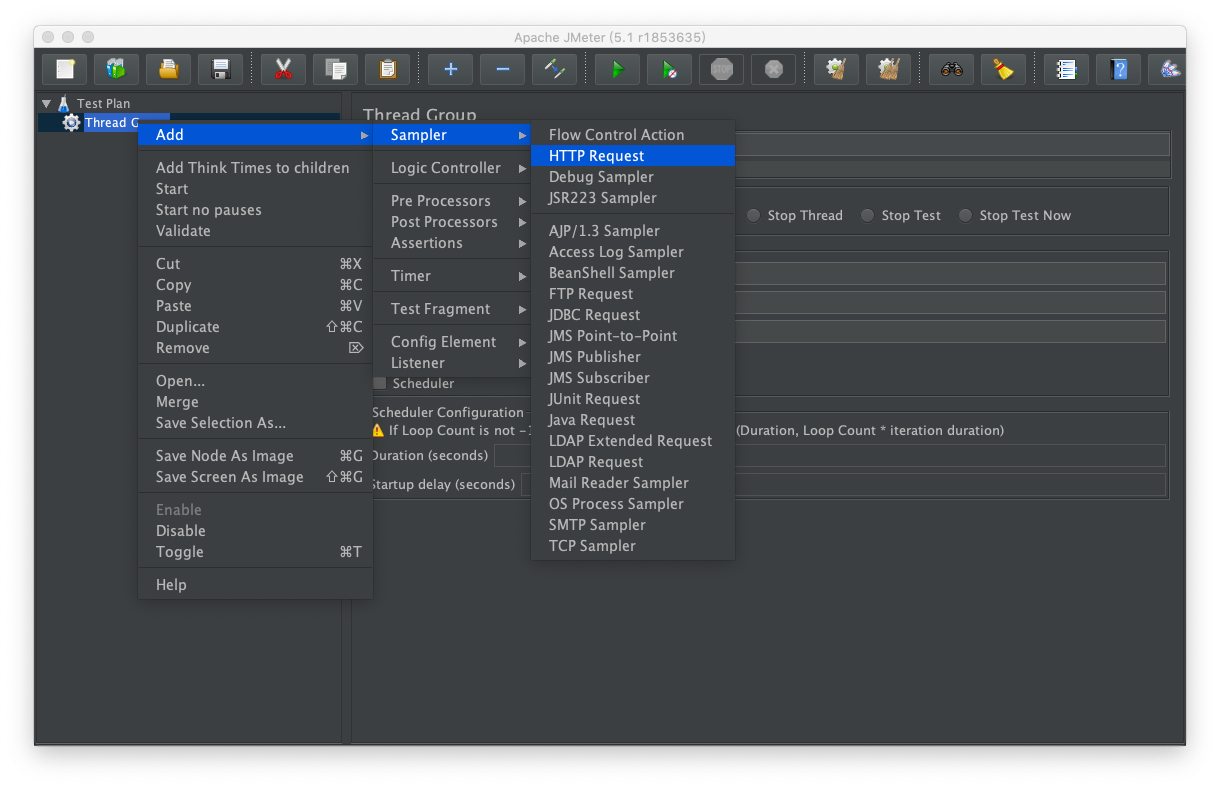 Apache JMeter (5.1 r1853635)
STOP
?
Test Plan
Thread G
Thread Group
Add
Add Think Times to children
Start
Start no pauses
Validate
Cut ⌘X
Copy ⌘C
Paste ⌘V
Duplicate ⇧⌘C
Remove ⌦
Open...
Merge
Save Selection As...
Save Node As Image ⌘G
Save Screen As Image ⇧⌘G
Enable
Disable
Toggle ⌘T
Help
Sampler
Logic Controller
Pre Processors
Post Processors
Assertions
Timer
Test Fragment
Config Element
Listener
Flow Control Action
HTTP Request
Debug Sampler
JSR223 Sampler
AJP/1.3 Sampler
Access Log Sampler
BeanShell Sampler
FTP Request
JDBC Request
JMS Point-to-Point
JMS Publisher
JMS Subscriber
JUnit Request
Java Request
LDAP Extended Request
LDAP Request
Mail Reader Sampler
OS Process Sampler
SMTP Sampler
TCP Sampler
Stop Thread Stop Test Stop Test Now
Scheduler
Scheduler Configuration
If Loop Count is not -1 (Duration, Loop Count * iteration duration)
Duration (seconds)
Startup delay (seconds)